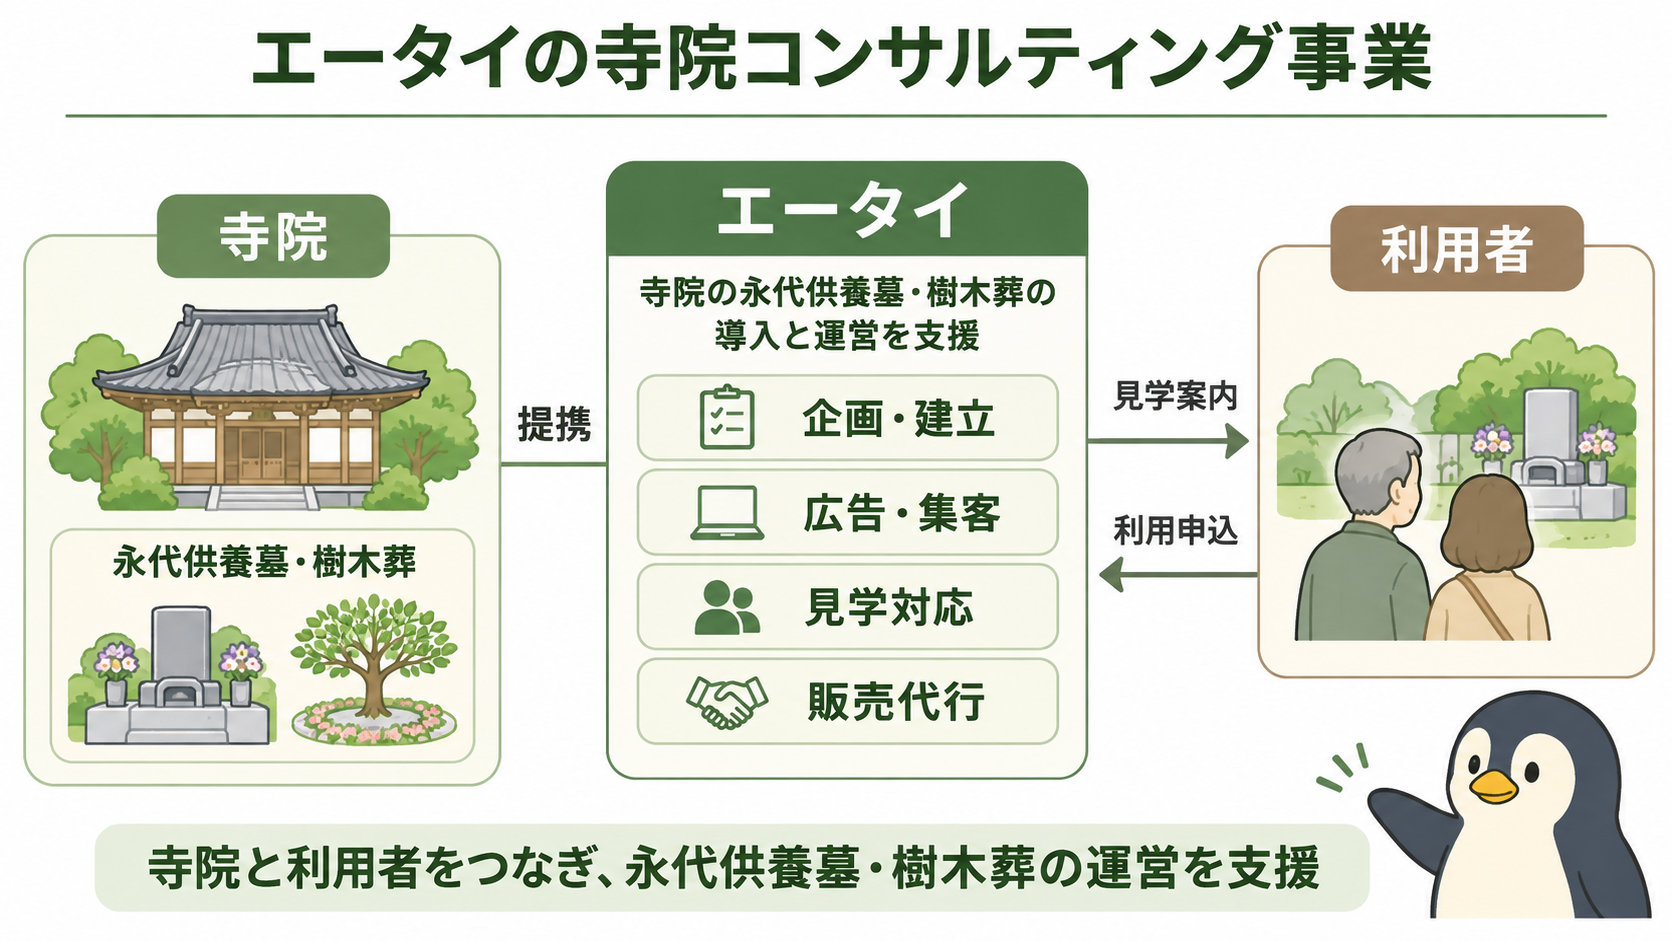 エータイの寺院コンサルティング事業
寺院
永代供養墓・樹木葬
提携
エータイ
寺院の永代供養墓・樹木葬の
導入と運営を支援
企画・建立
広告・集客
見学対応
販売代行
見学案内
利用申込
利用者
寺院と利用者をつなぎ、永代供養墓・樹木葬の運営を支援